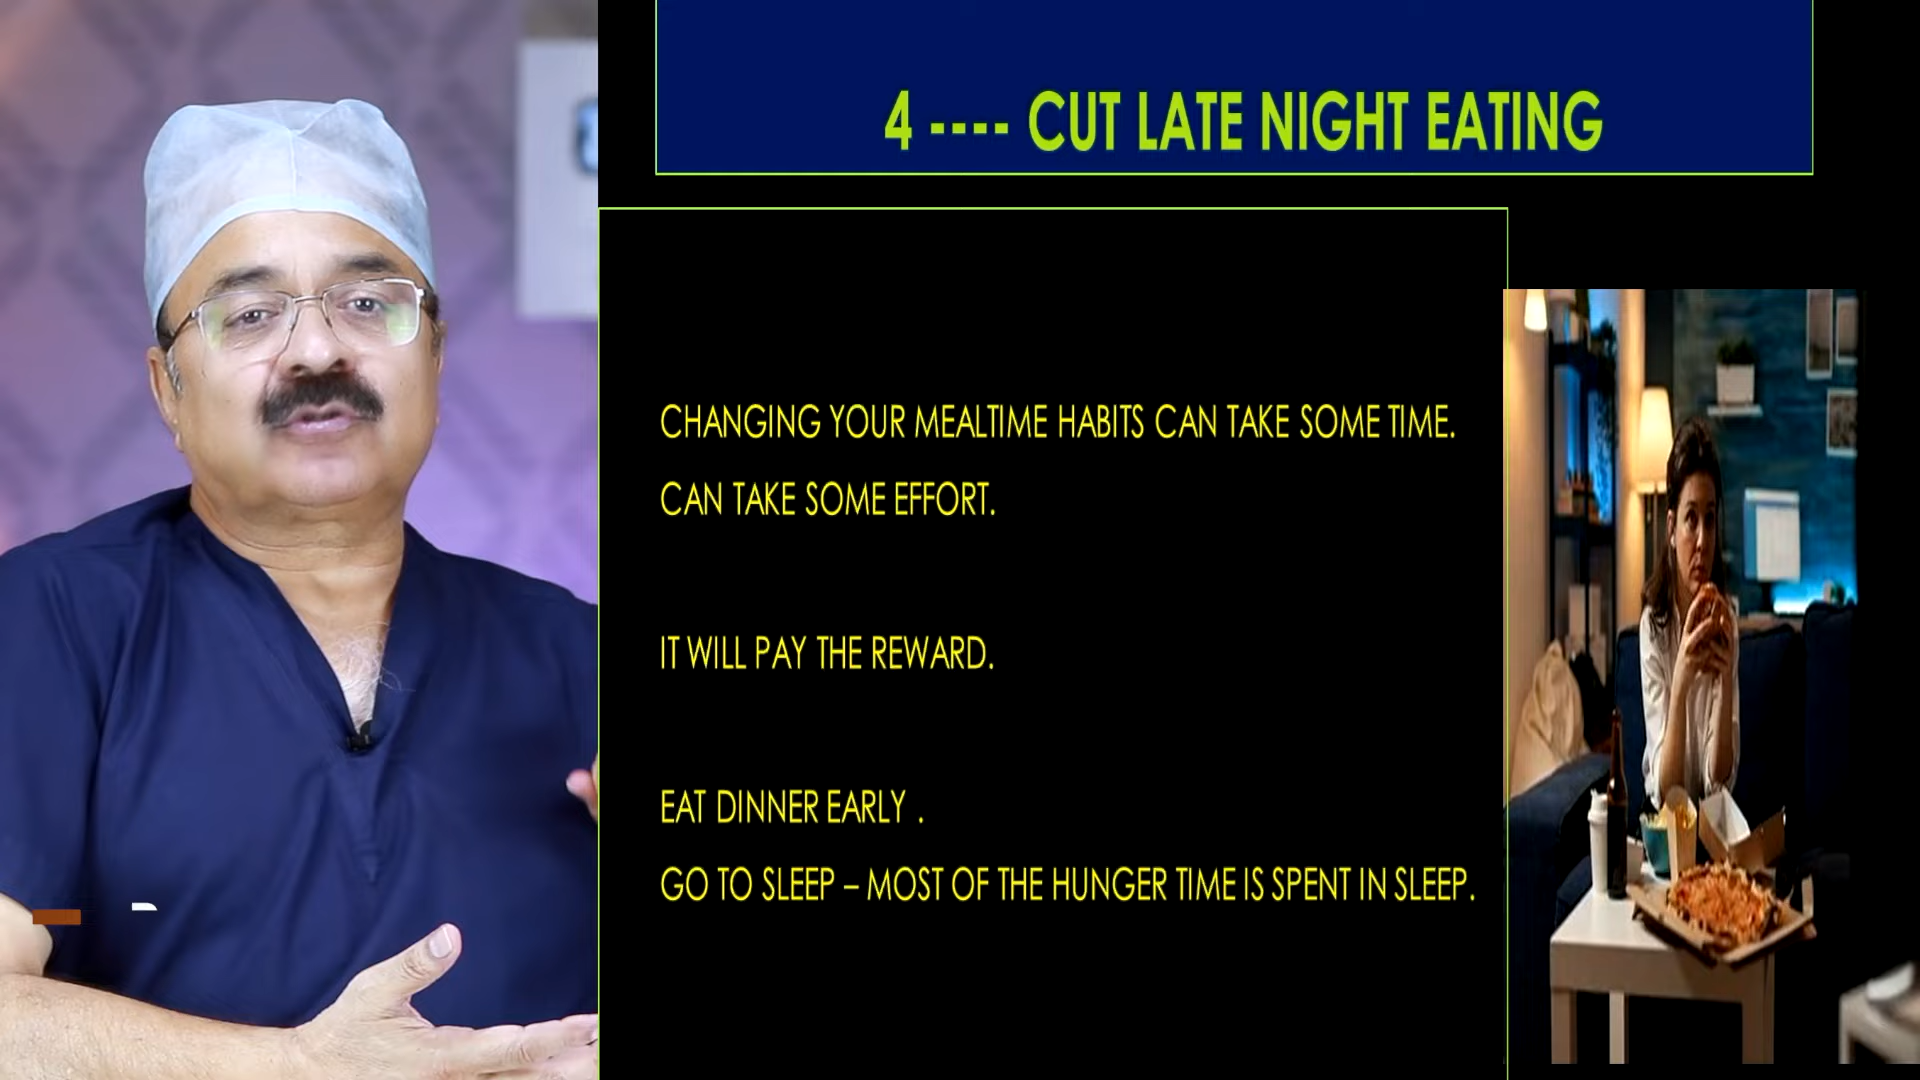 4 ---- CUT LATE NIGHT EATING
CHANGING YOUR MEALTIME HABITS CAN TAKE SOME TIME.
CAN TAKE SOME EFFORT.
IT WILL PAY THE REWARD.
EAT DINNER EARLY .
GO TO SLEEP – MOST OF THE HUNGER TIME IS SPENT IN SLEEP.